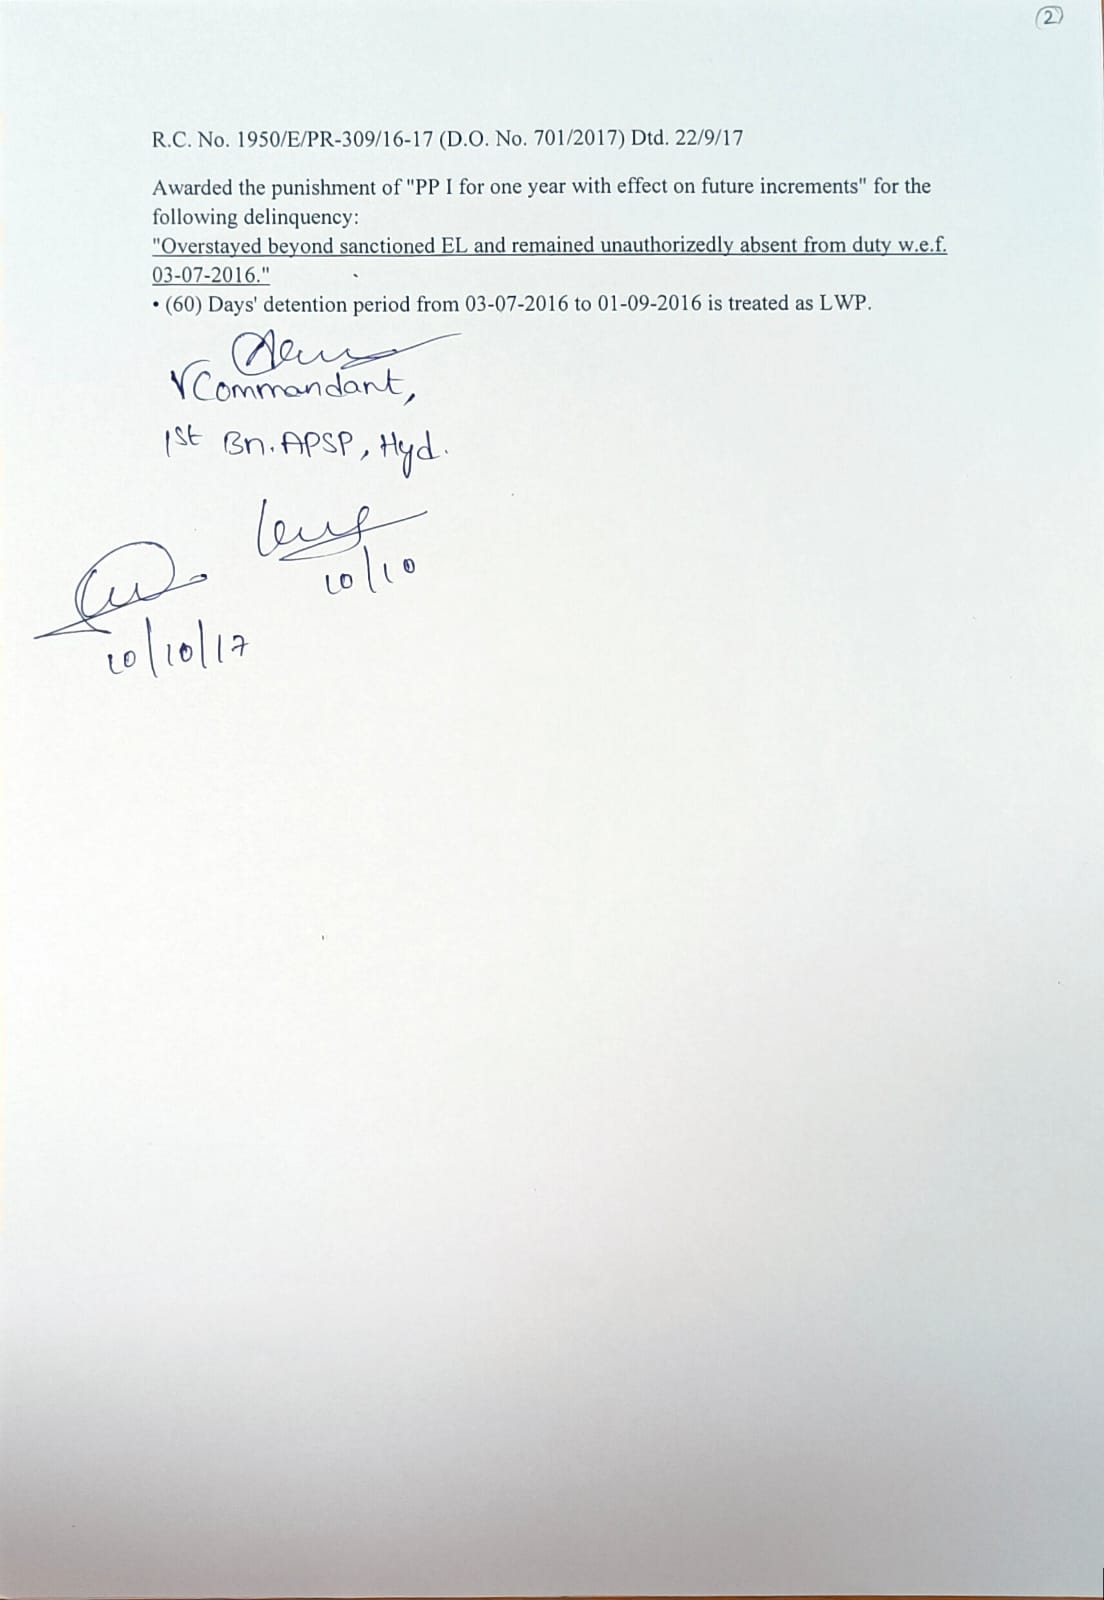 2
R.C. No. 1950/E/PR-309/16-17 (D.O. No. 701/2017) Dtd. 22/9/17
Awarded the punishment of "PP I for one year with effect on future increments" for the
following delinquency:
"Overstayed beyond sanctioned EL and remained unauthorizedly absent from duty w.e.f.
03-07-2016."
• (60) Days' detention period from 03-07-2016 to 01-09-2016 is treated as LWP.
Commandant,
1st Bn. APSP, Hyd.
10/10
10/10/17